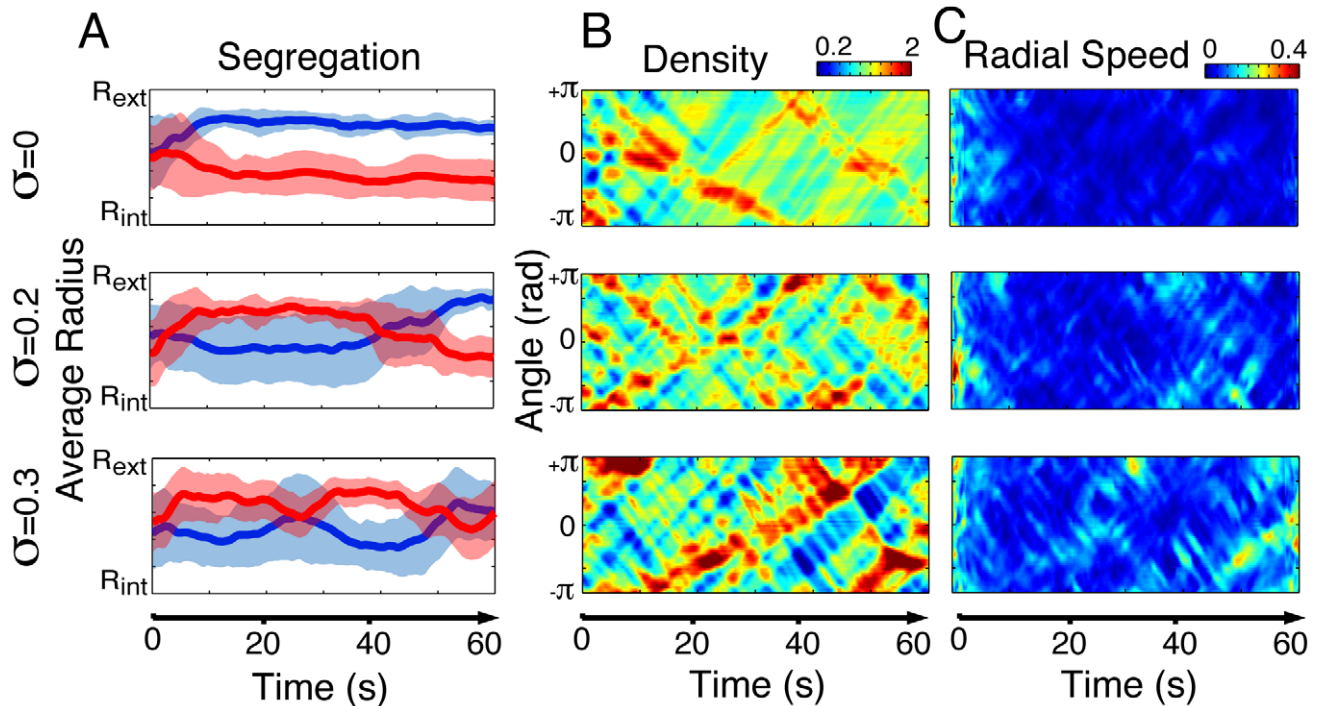 A
Segregation
B
Density
0.2 2
C
Radial Speed
0 0.4
σ=0
σ=0.2
σ=0.3
Average Radius
Rext
Rint
Rext
Rint
Rext
Rint
Angle (rad)
+π
0
-π
+π
0
-π
+π
0
-π
0 20 40 60
Time (s)
0 20 40 60
Time (s)
0 20 40 60
Time (s)